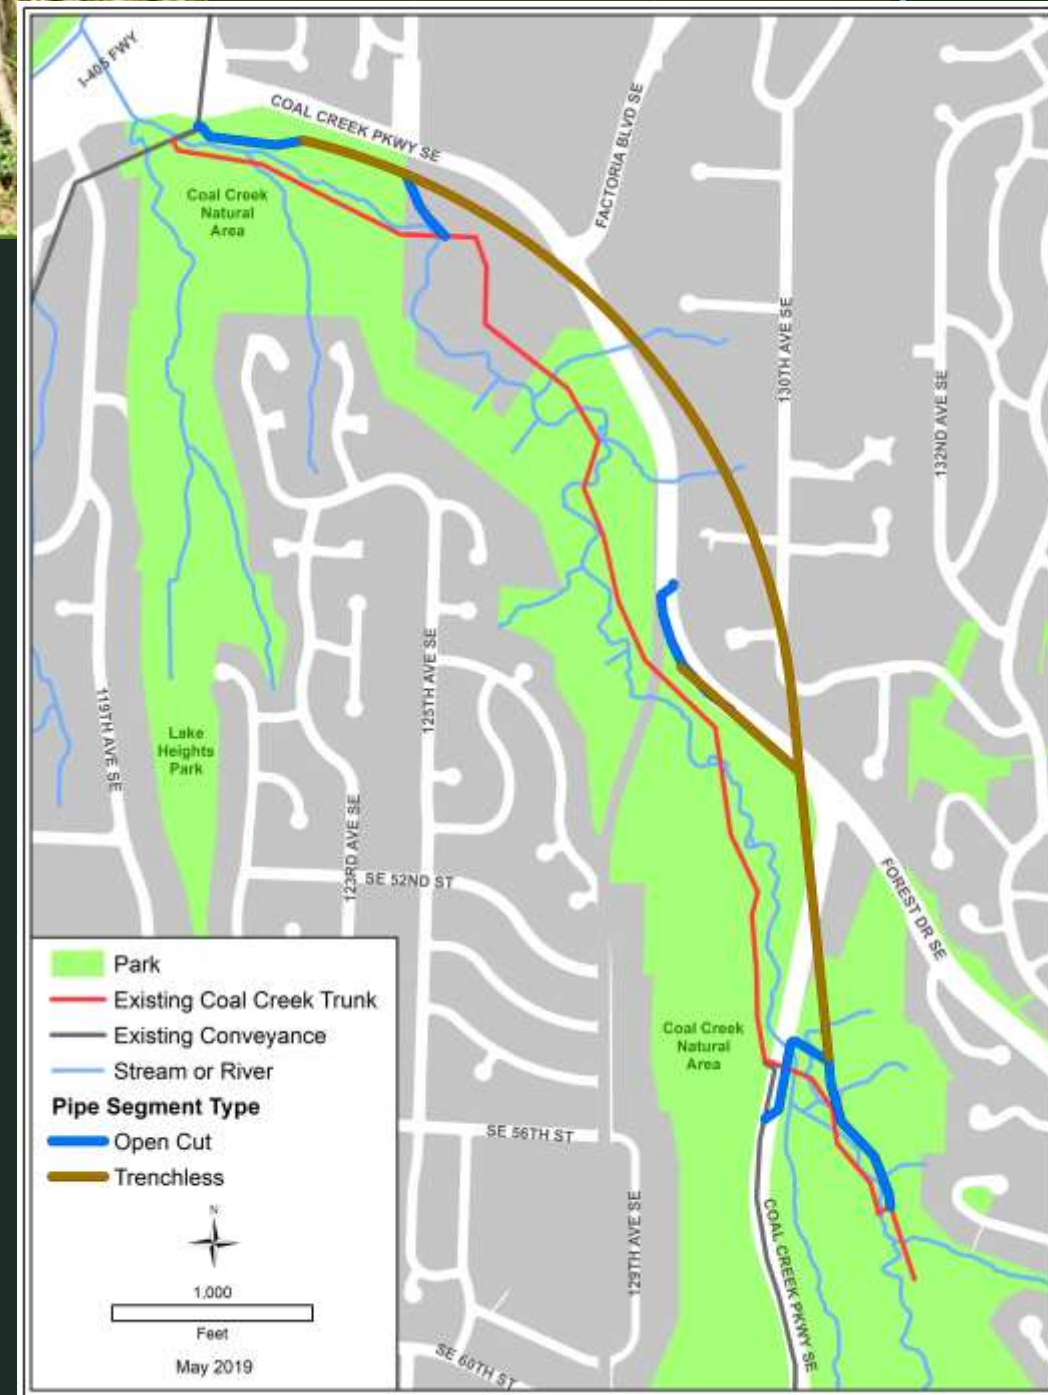 I-405 FWY
COAL CREEK PKWY SE
FACTORIA BLVD SE
Coal Creek
Natural
Area
130TH AVE SE
132ND AVE SE
119TH AVE SE
125TH AVE SE
Lake
Heights
Park
123RD AVE SE
SE 52ND ST
FOREST DR SE
Park
Existing Coal Creek Trunk
Existing Conveyance
Stream or River
Pipe Segment Type
Open Cut
Trenchless
N
1,000
Feet
May 2019
Coal Creek
Natural
Area
SE 56TH ST
129TH AVE SE
COAL CREEK PKWY SE
SE 60TH ST